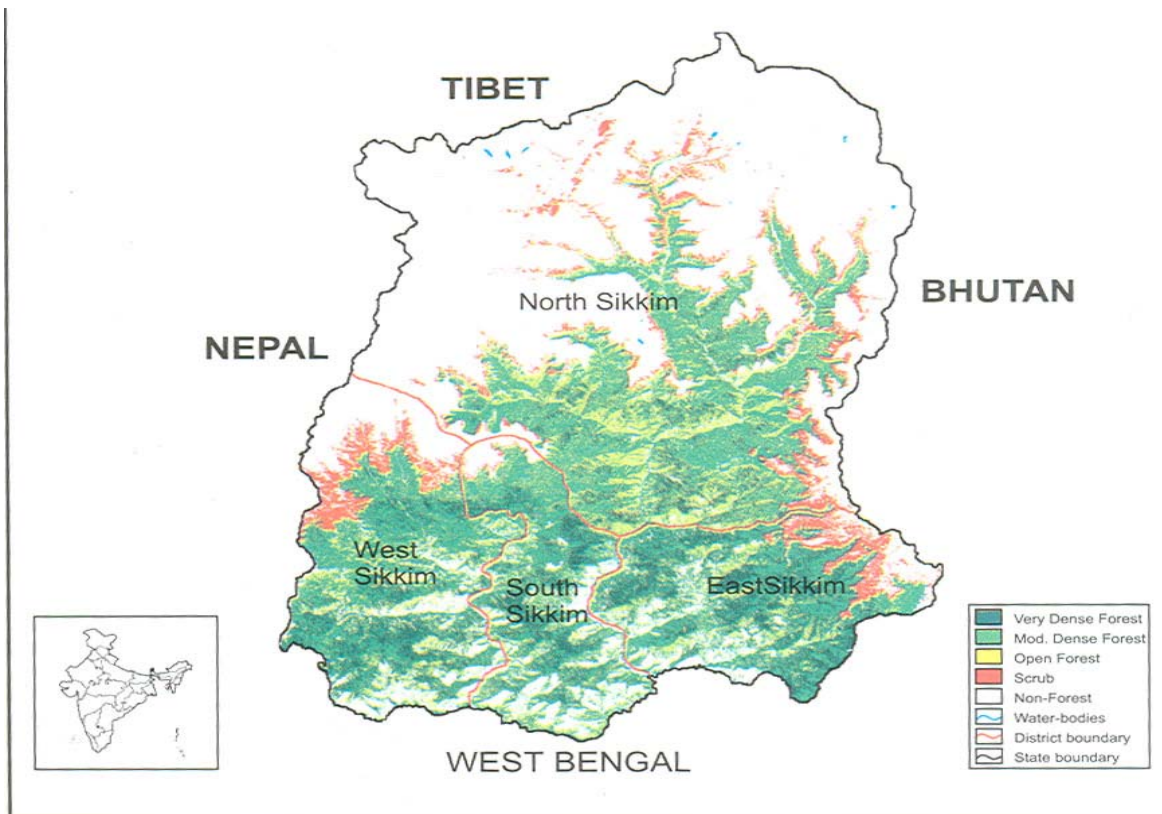 TIBET
BHUTAN
North Sikkim
NEPAL
West
Sikkim
South
Sikkim
EastSikkim
Very Dense Forest
Mod. Dense Forest
Open Forest
Scrub
Non-Forest
Water-bodies
District boundary
State boundary
WEST BENGAL